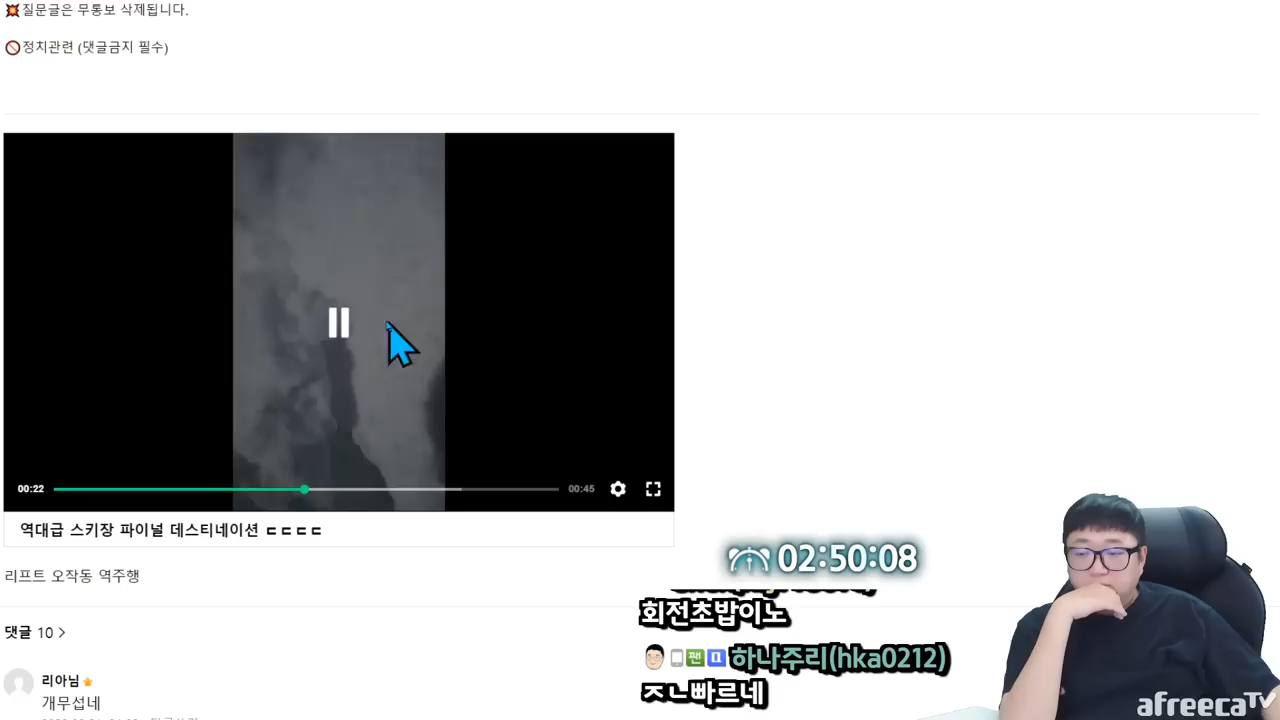 💥질문글은 무통보 삭제됩니다.
🚫정치관련 (댓글금지 필수)
00:22
00:45
역대급 스키장 파이널 데스티네이션 ㄷㄷㄷㄷ
리프트 오작동 역주행
댓글 10 >
리아님
개무섭네
02:50:08
회전초밥이노
팬 하나주리(hka0212)
ㅈㄴ빠르네
afreecaTV